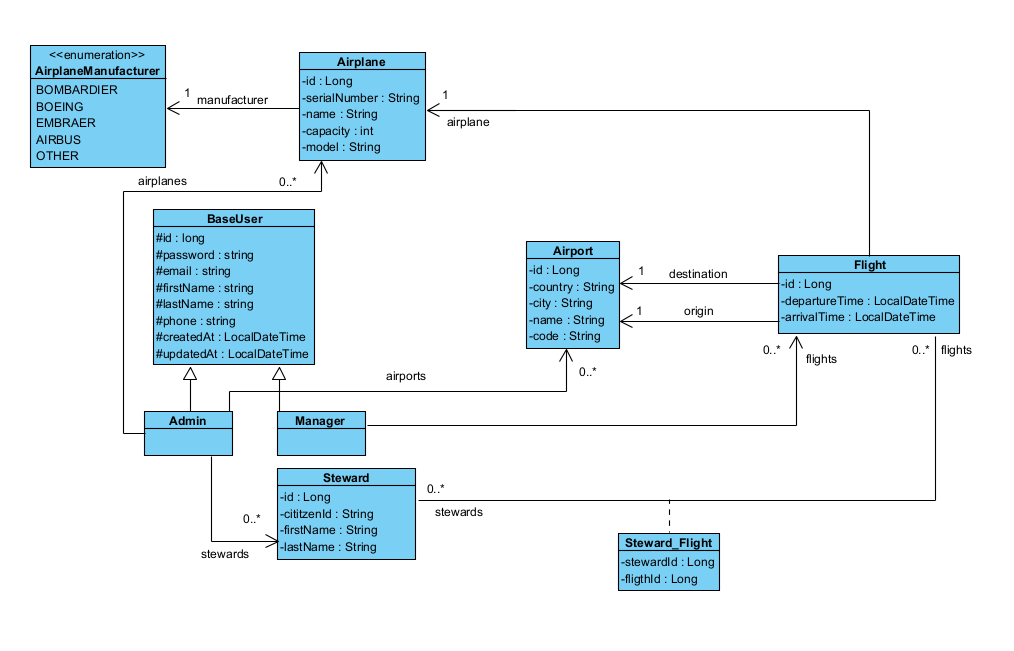 <<enumeration>>
AirplaneManufacturer
BOMBARDIER
BOEING
EMBRAER
AIRBUS
OTHER
1
manufacturer
Airplane
-id : Long
-serialNumber : String
-name : String
-capacity : int
-model : String
1
airplane
airplanes
0..*
BaseUser
#id : long
#password : string
#email : string
#firstName : string
#lastName : string
#phone : string
#createdAt : LocalDateTime
#updatedAt : LocalDateTime
Airport
-id : Long
-country : String
-city : String
-name : String
-code : String
1
destination
1
origin
Flight
-id : Long
-departureTime : LocalDateTime
-arrivalTime : LocalDateTime
0..*
flights
0..*
flights
airports
0..*
Admin
Manager
Steward
-id : Long
-cititzenId : String
-firstName : String
-lastName : String
0..*
stewards
0..*
stewards
Steward_Flight
-stewardId : Long
-fligthId : Long